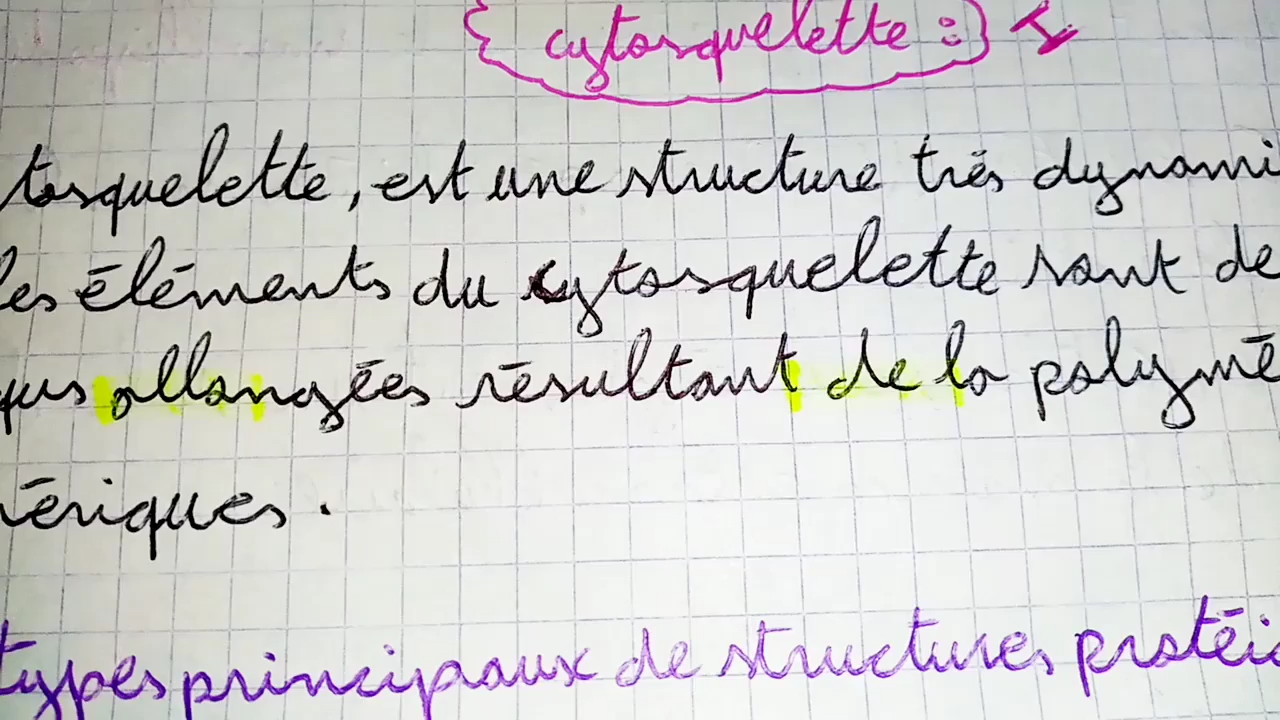 cytosquelette :
tosquelette, est une structure très dynami
les éléments du cytosquelette sont de
ques allongées résultant de la polymé
ériques.
types principaux de structures protéi